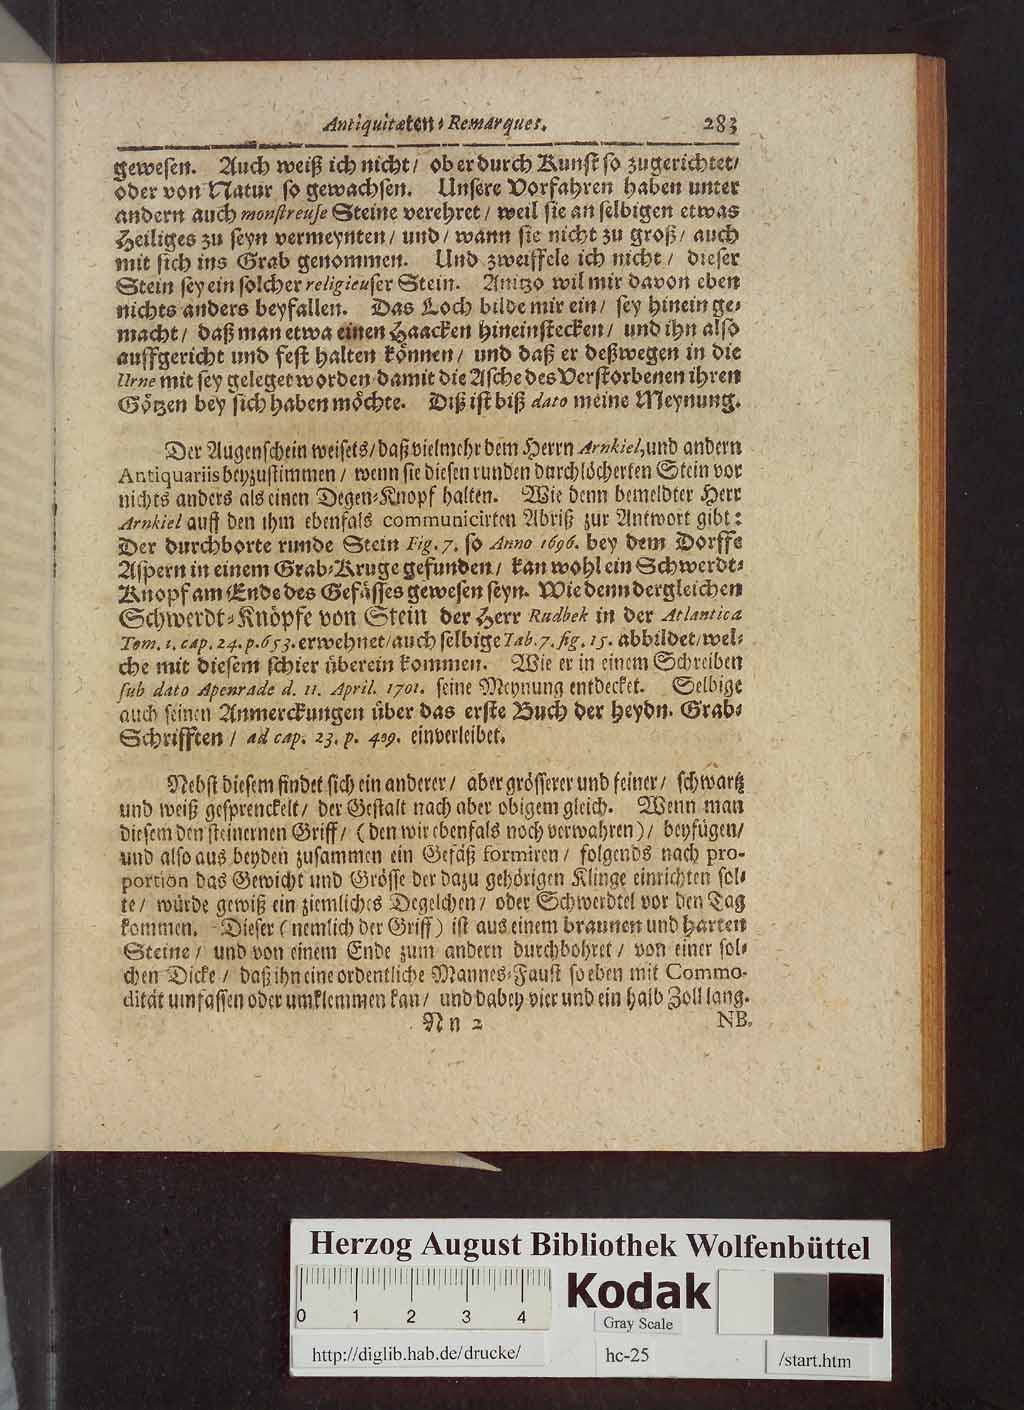 Antiquitæten-Remarques. 283
gewesen. Auch weiß ich nicht/ ob er durch Kunst so zugerichtet/
oder von Natur so gewachsen. Unsere Vorfahren haben unter
andern auch monstreuse Steine verehret/ weil sie an selbigen etwas
Heiliges zu seyn vermeynten/ und/ wann sie nicht zu groß/ auch
mit sich ins Grab genommen. Und zweiffele ich nicht/ dieser
Stein sey ein solcher religieuser Stein. Anitzo wil mir davon eben
nichts anders beyfallen. Das Loch bilde mir ein/ sey hinein ge-
macht/ daß man etwa einen Haacken hineinstecken/ und ihn also
auffgericht und fest halten können/ und daß er deßwegen in die
Urne mit sey geleget worden damit die Asche des Verstorbenen ihren
Götzen bey sich haben möchte. Diß ist biß dato meine Meynung.
Der Augenschein weisets/ daß vielmehr dem Herrn Arnkiel, und andern
Antiquariis beyzustimmen/ wenn sie diesen runden durchlöcherten Stein vor
nichts anders als einen Degen-Knopf halten. Wie denn bemeldter Herr
Arnkiel auff den ihm ebenfals communicirten Abriß zur Antwort gibt:
Der durchborte runde Stein Fig. 7. so Anno 1696. bey dem Dorffe
Aspern in einem Grab-Kruge gefunden/ kan wohl ein Schwerdt-
Knopf am Ende des Gefässes gewesen seyn. Wie denn dergleichen
Schwerdt-Knöpfe von Stein der Herr Rudbek in der Atlantica
Tom. 1. cap. 24. p. 653. erwehnet/ auch selbige Tab. 7. fig. 15. abbildet/ wel-
che mit diesem schier überein kommen. Wie er in einem Schreiben
sub dato Apenrade d. 11. April. 1701. seine Meynung entdecket. Selbige
auch seinen Anmerckungen über das erste Buch der heydn. Grab-
Schrifften/ ad cap. 23. p. 409. einverleibet.
Nebst diesem findet sich ein anderer/ aber grösserer und feiner/ schwartz
und weiß gesprenckelt/ der Gestalt nach aber obigem gleich. Wenn man
diesem den steinernen Griff/ (den wir ebenfals noch verwahren)/ beyfügen/
und also aus beyden zusammen ein Gefäß formiren/ folgends nach pro-
portion das Gewicht und Grösse der dazu gehörigen Klinge einrichten sol-
te/ würde gewiß ein ziemliches Degelchen/ oder Schwerdtel vor den Tag
kommen. Dieser (nemlich der Griff) ist aus einem braunen und harten
Steine/ und von einem Ende zum andern durchbohret/ von einer sol-
chen Dicke/ daß ihn eine ordentliche Mannes-Faust so eben mit Commo-
dität umfassen oder umklemmen kan/ und dabey vier und ein halb Zoll lang.
Nn 2 NB.
Herzog August Bibliothek Wolfenbüttel
0 1 2 3 4
Kodak
Gray Scale
http://diglib.hab.de/drucke/ hc-25 /start.htm